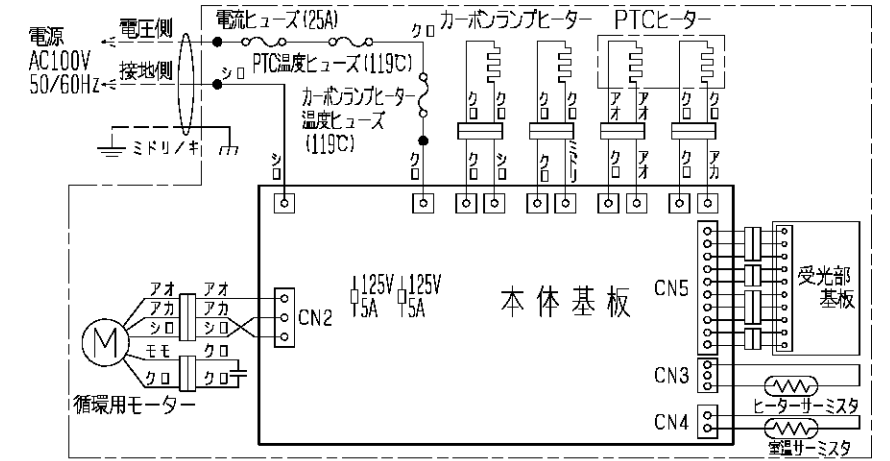 電源
AC100V
50/60Hz
電圧側
接地側
ミドリ/キ
電流ヒューズ(25A)
シロ
PTC温度ヒューズ(119℃)
カーボンランプヒーター
温度ヒューズ
(119℃)
クロ
カーボンランプヒーター
PTCヒーター
クロ
クロ
クロ
クロ
アオ
アオ
クロ
クロ
シロ
クロ
クロ
シロ
クロ
ミドリ
クロ
アオ
クロ
アカ
アオ
アオ
アカ
アカ
シロ
シロ
モモ
クロ
クロ
クロ
M
循環用モーター
CN2
125V
5A
125V
5A
本体基板
CN5
受光部
基板
CN3
ヒーターサーミスタ
CN4
室温サーミスタ